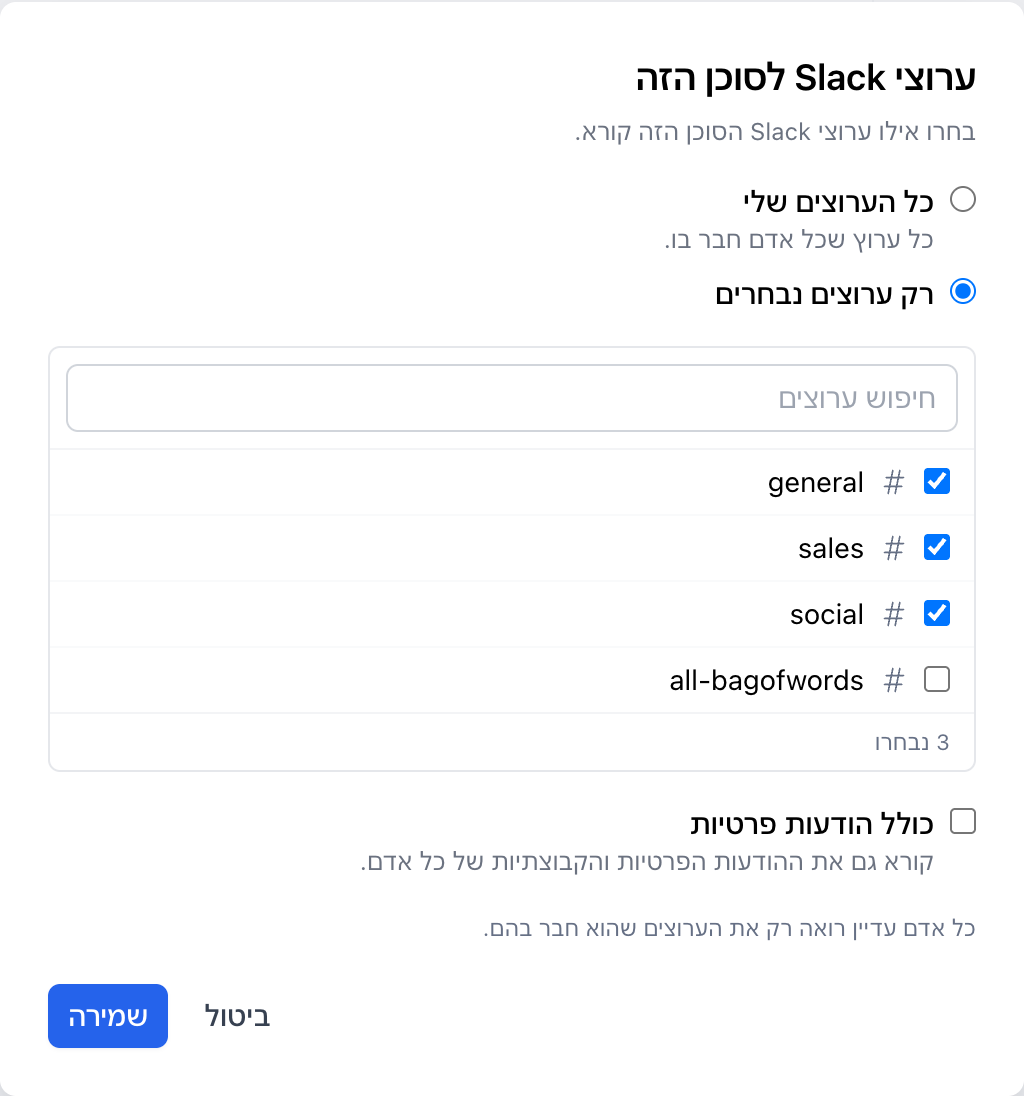 ערוצי Slack לסוכן הזה
בחרו אילו ערוצי Slack הסוכן הזה קורא.
כל הערוצים שלי
כל ערוץ שכל אדם חבר בו.
רק ערוצים נבחרים
חיפוש ערוצים
# general
# sales
# social
# all-bagofwords
3 נבחרו
כולל הודעות פרטיות
קורא גם את ההודעות הפרטיות והקבוצתיות של כל אדם.
כל אדם עדיין רואה רק את הערוצים שהוא חבר בהם.
ביטול שמירה